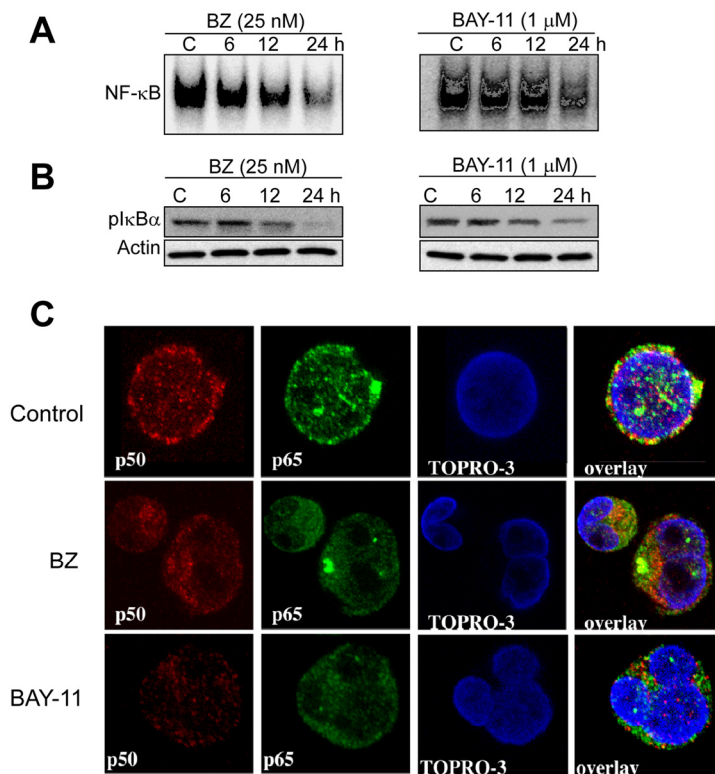 A
BZ (25 nM)
BAY-11 (1 μM)
C 6 12 24 h
C 6 12 24 h
NF-κB
B
BZ (25 nM)
BAY-11 (1 μM)
C 6 12 24 h
C 6 12 24 h
pIκBα
Actin
C
Control
p50
p65
TOPRO-3
overlay
BZ
p50
p65
TOPRO-3
overlay
BAY-11
p50
p65
TOPRO-3
overlay